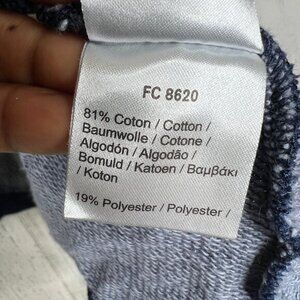 FC 8620
81% Coton / Cotton /
Baumwolle / Cotone /
Algodón / Algodão /
Bomuld / Katoen / Βαμβάκι
/ Koton
19% Polyester / Polyester /